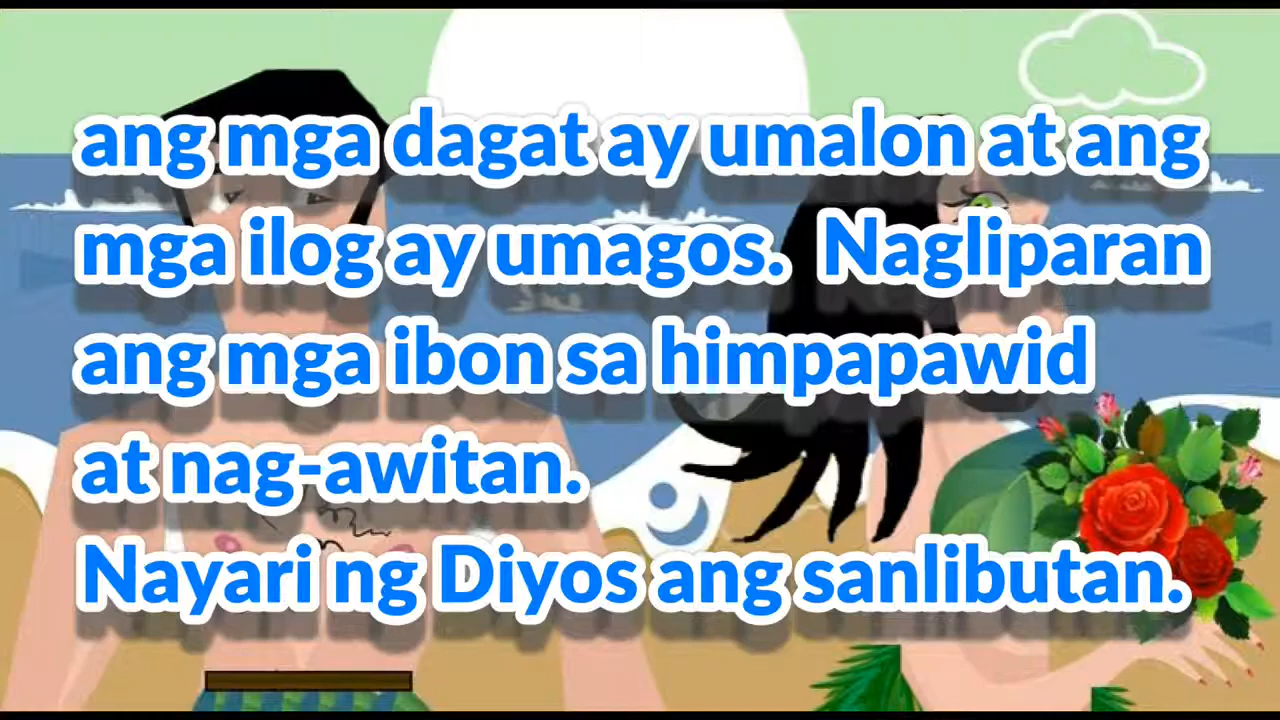 ang mga dagat ay umalon at ang
mga ilog ay umagos. Nagliparan
ang mga ibon sa himpapawid
at nag-awitan.
Nayari ng Diyos ang sanlibutan.